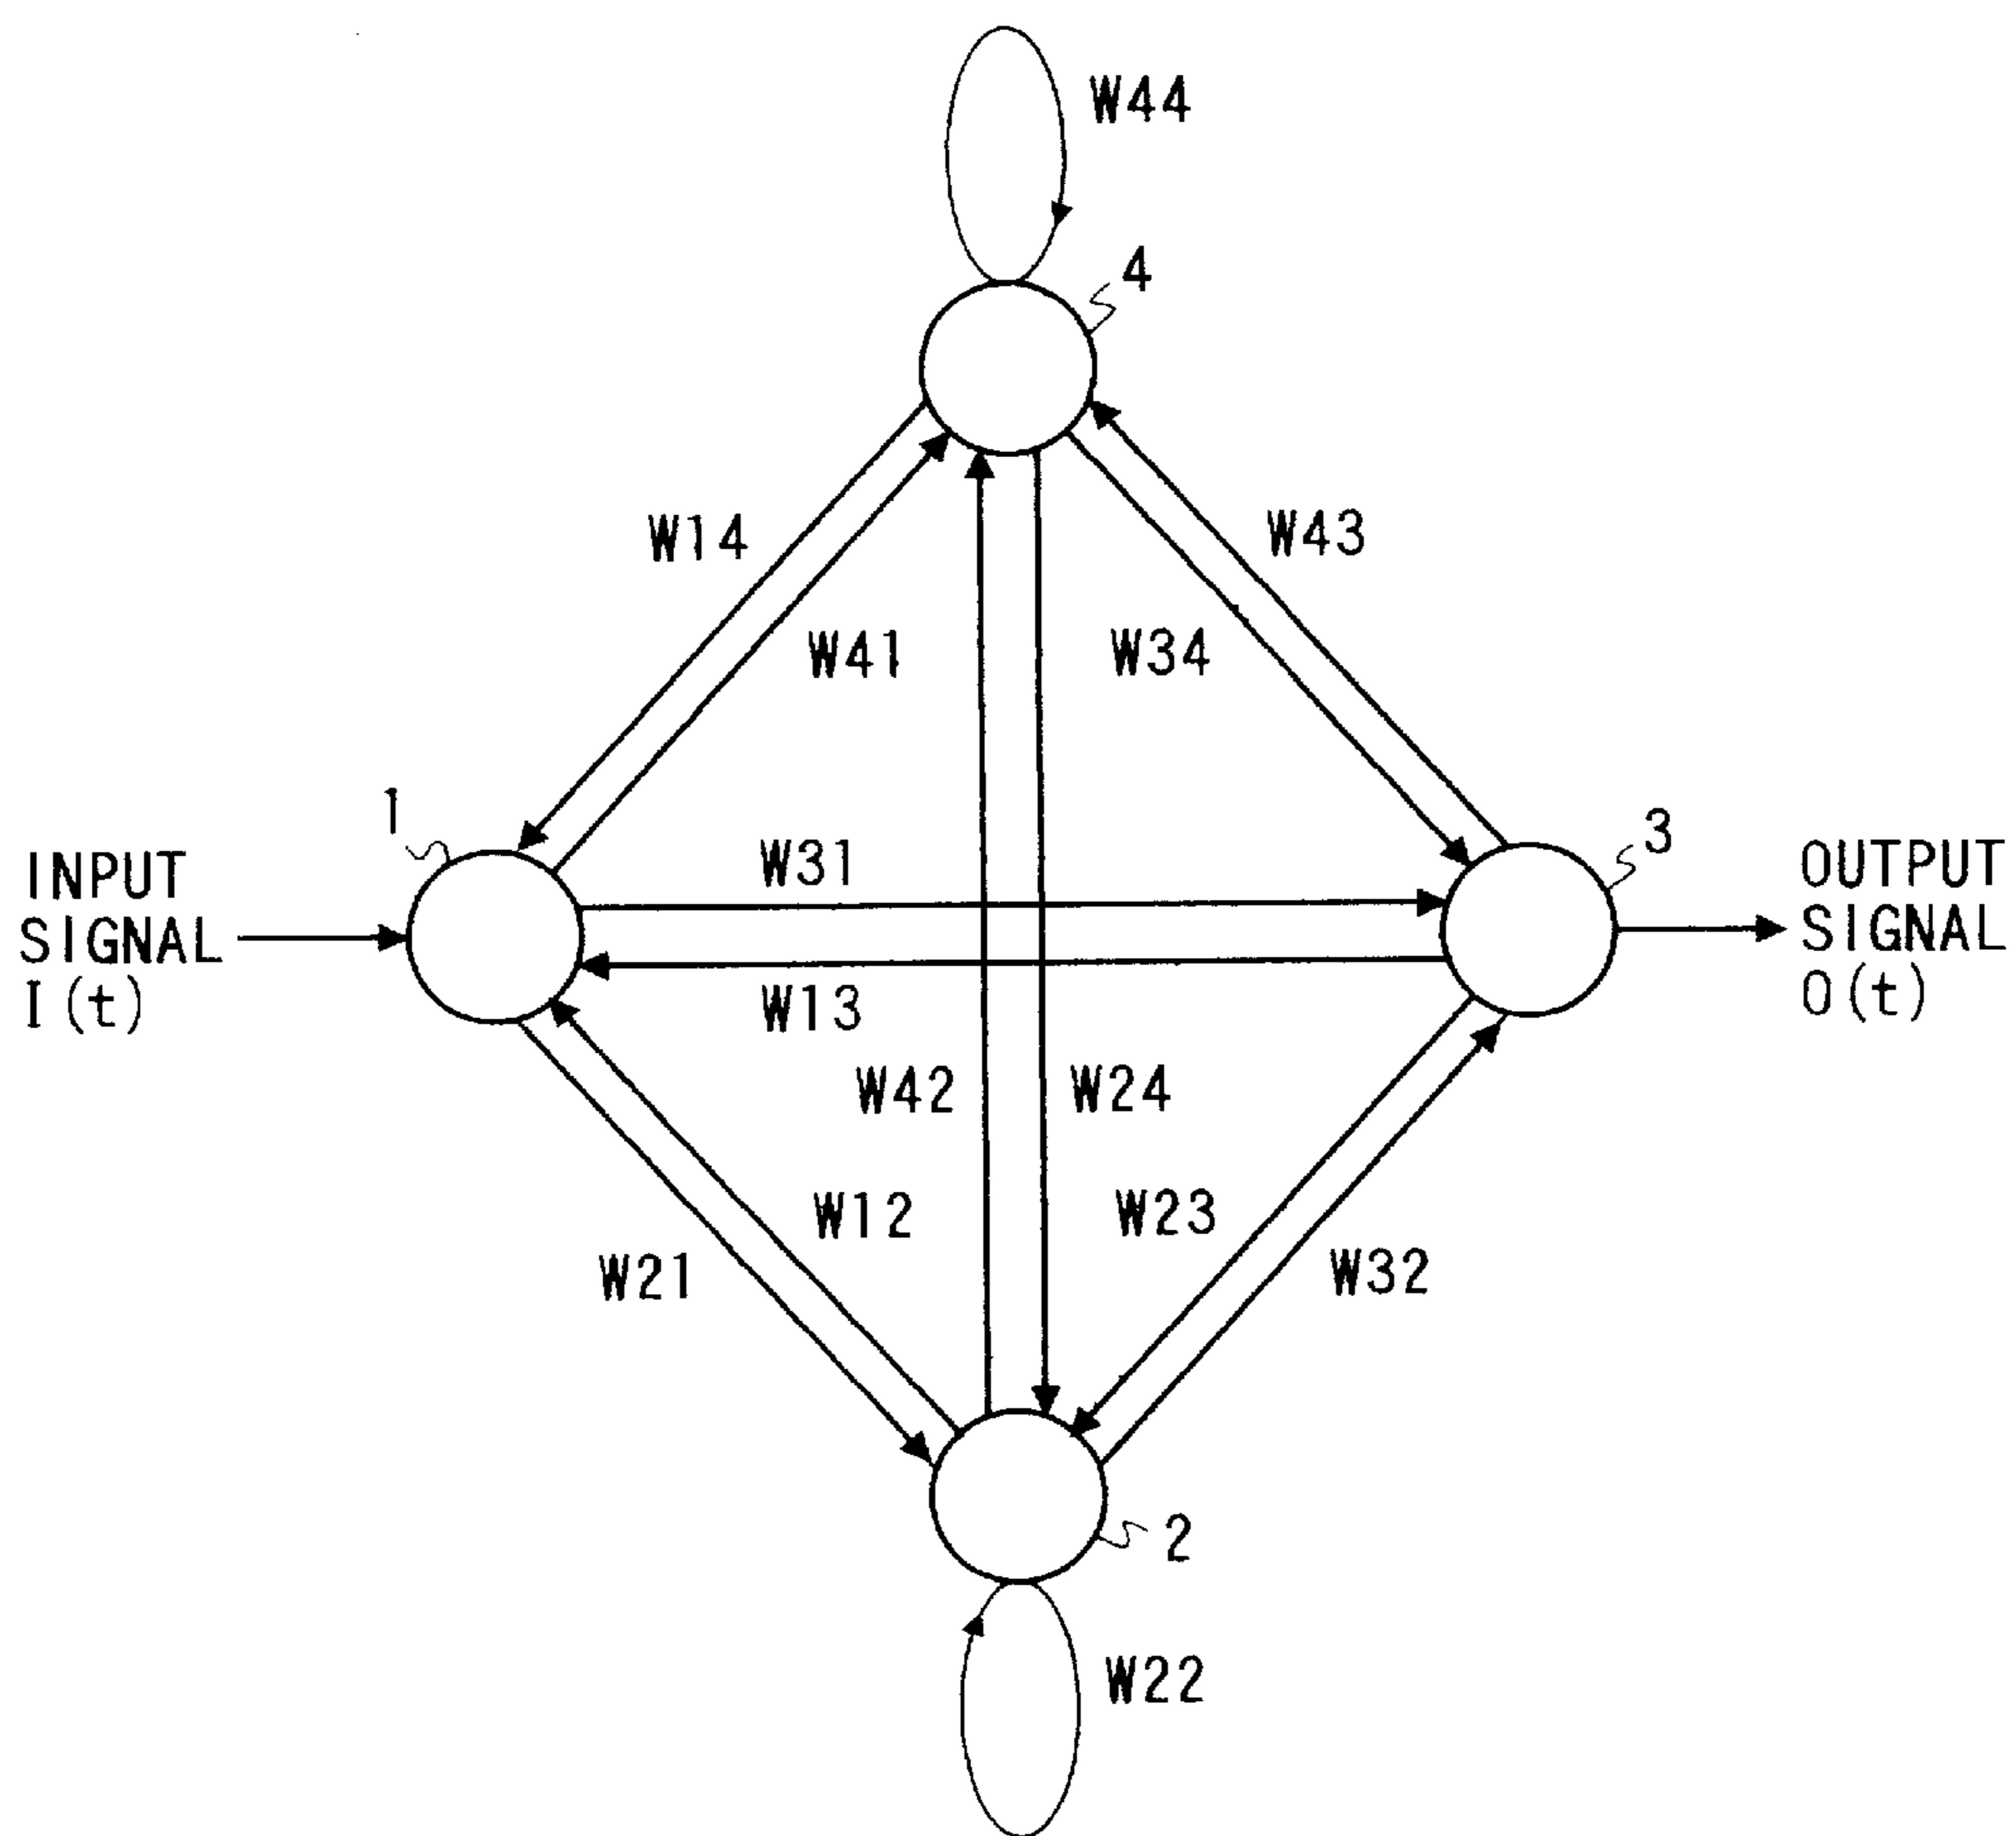 W44
4
W14
W43
W41
W34
1
3
W31
INPUT
SIGNAL
I(t)
OUTPUT
SIGNAL
O(t)
W13
W42
W24
W12
W23
W21
W32
2
W22